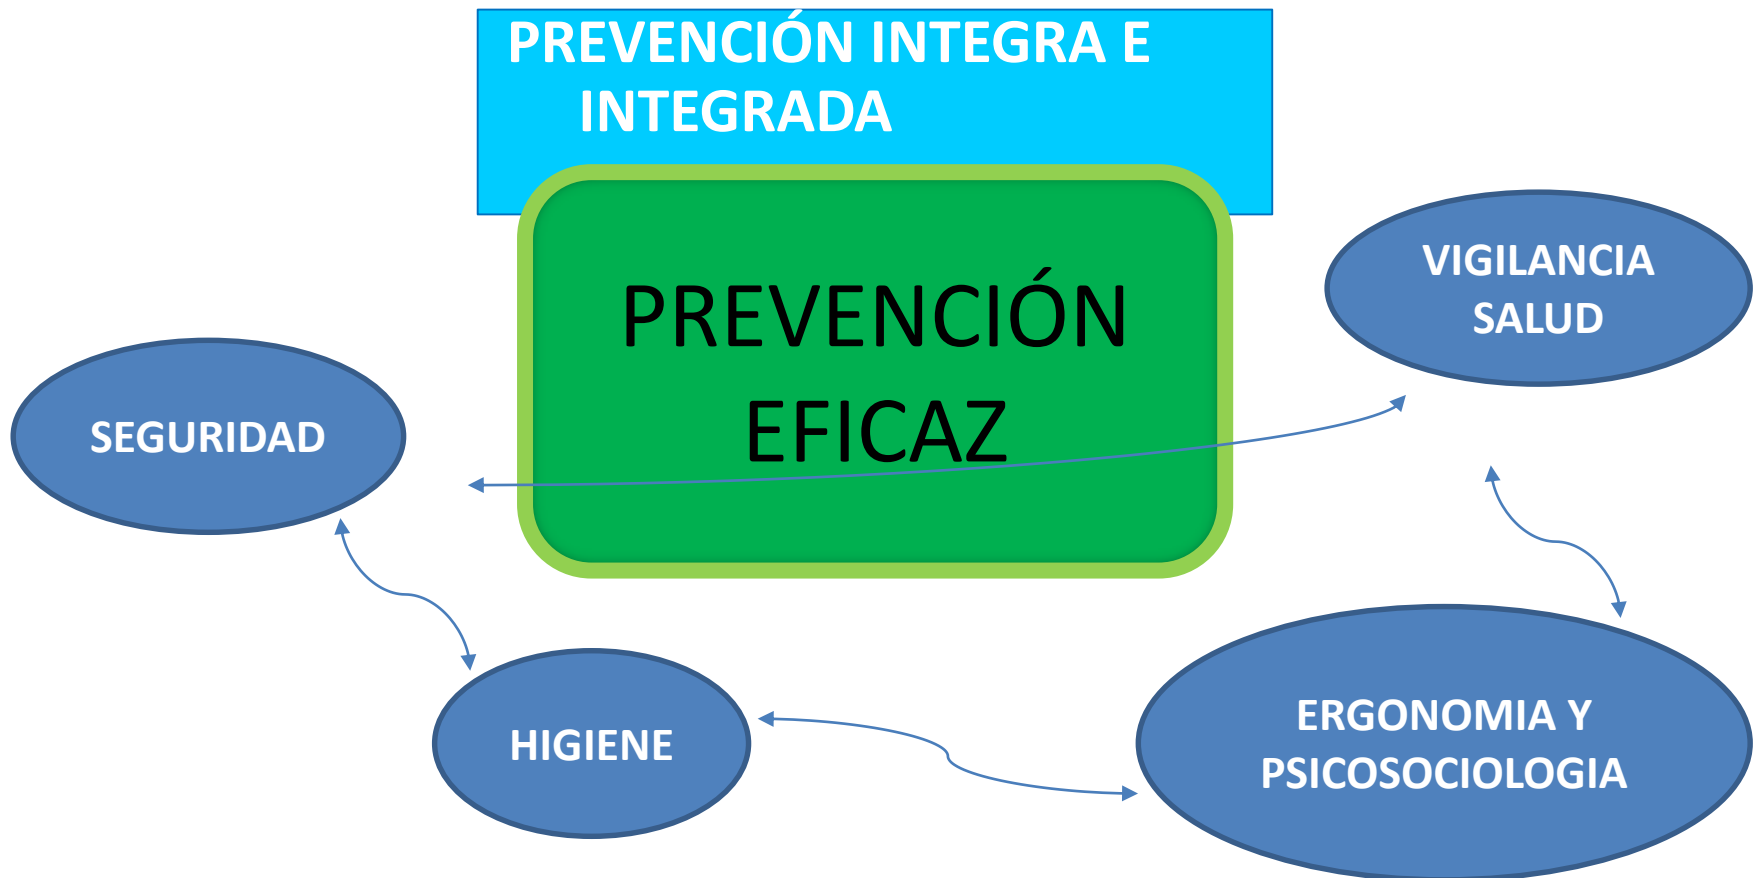 PREVENCIÓN INTEGRA E
INTEGRADA
PREVENCIÓN
EFICAZ
VIGILANCIA
SALUD
SEGURIDAD
HIGIENE
ERGONOMIA Y
PSICOSOCIOLOGIA